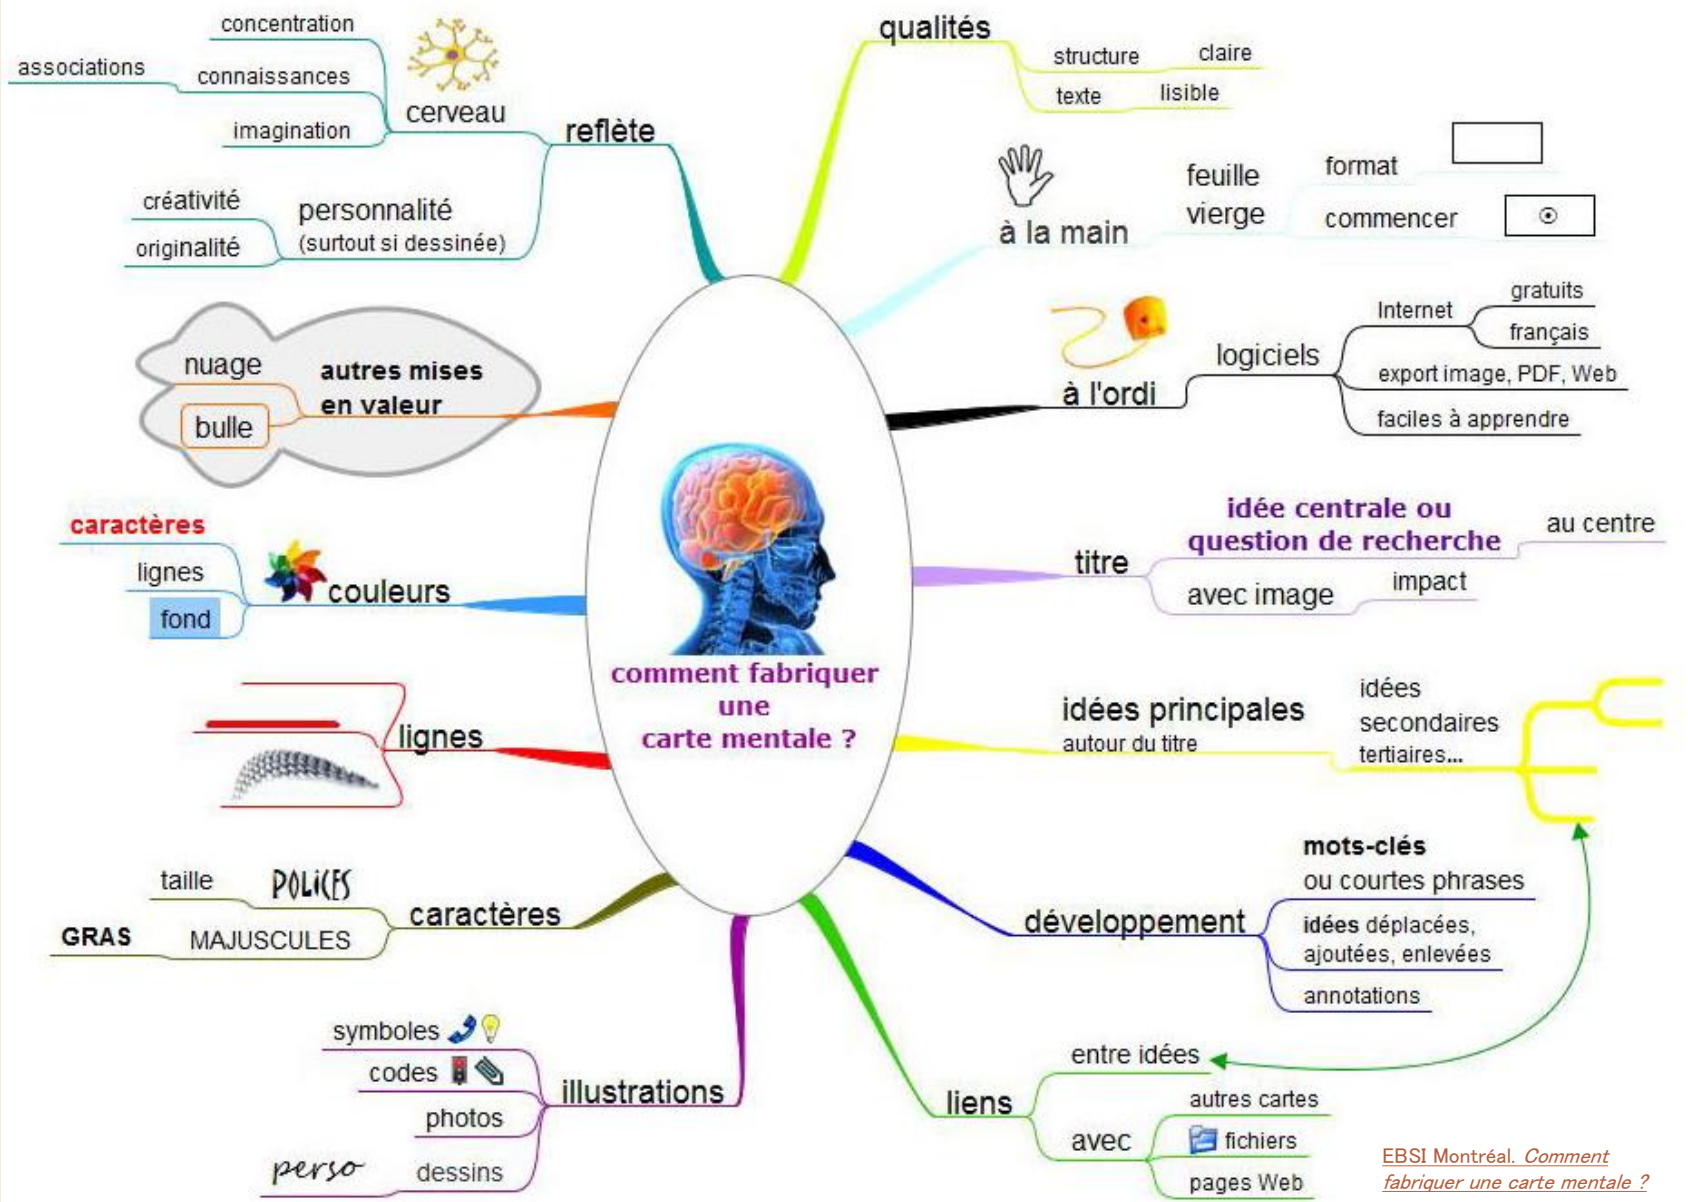 comment fabriquer
une
carte mentale ?
qualités
structure
claire
texte
lisible
à la main
feuille
vierge
format
commencer
à l'ordi
logiciels
Internet
gratuits
français
export image, PDF, Web
faciles à apprendre
titre
idée centrale ou
question de recherche
au centre
avec image
impact
idées principales
autour du titre
idées
secondaires
tertiaires...
développement
mots-clés
ou courtes phrases
idées déplacées,
ajoutées, enlevées
annotations
liens
entre idées
avec
autres cartes
fichiers
pages Web
illustrations
symboles
codes
photos
dessins
perso
caractères
POLiCES
taille
MAJUSCULES
GRAS
lignes
couleurs
caractères
lignes
fond
autres mises
en valeur
nuage
bulle
reflète
cerveau
concentration
connaissances
associations
imagination
personnalité
(surtout si dessinée)
créativité
originalité
EBSI Montréal. Comment
fabriquer une carte mentale ?